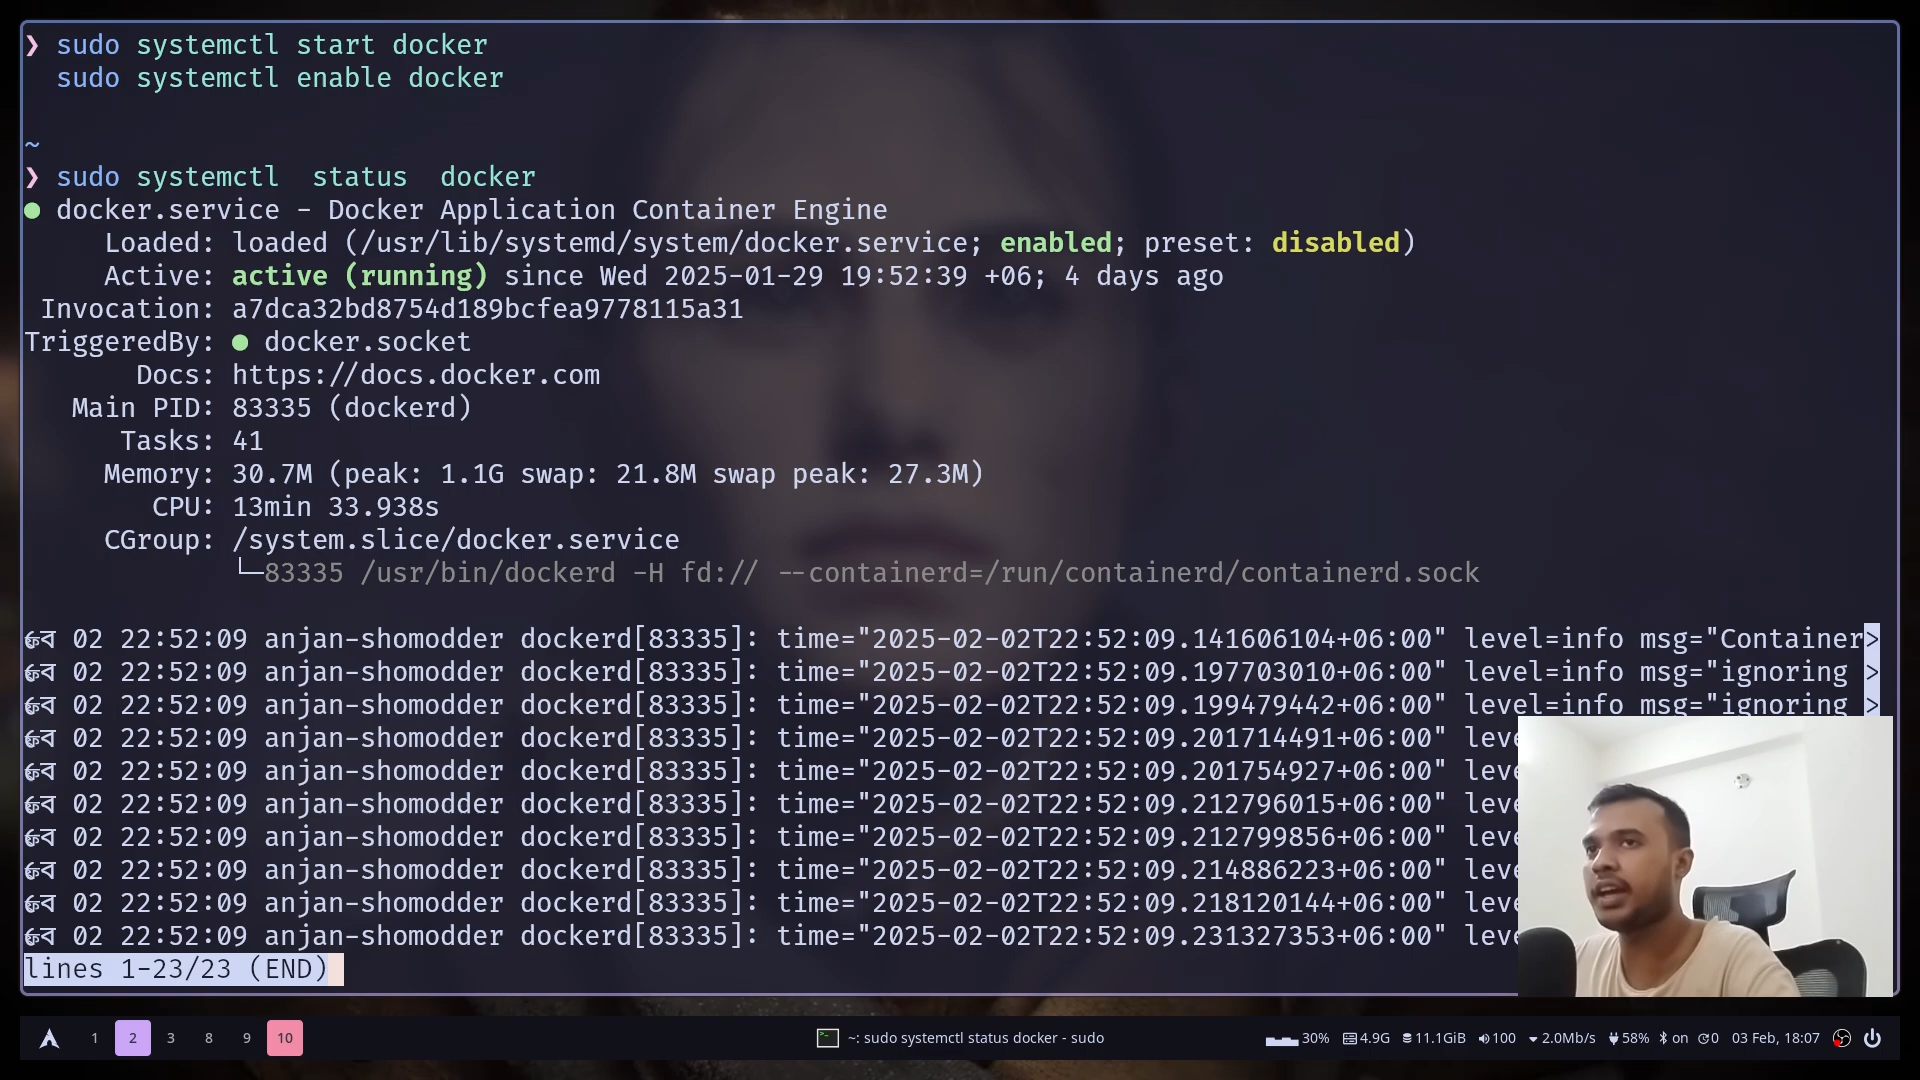 ❯ sudo systemctl start docker
sudo systemctl enable docker
~
❯ sudo systemctl  status  docker
● docker.service - Docker Application Container Engine
Loaded: loaded (/usr/lib/systemd/system/docker.service; enabled; preset: disabled)
Active: active (running) since Wed 2025-01-29 19:52:39 +06; 4 days ago
Invocation: a7dca32bd8754d189bcfea9778115a31
TriggeredBy: ● docker.socket
Docs: https://docs.docker.com
Main PID: 83335 (dockerd)
Tasks: 41
Memory: 30.7M (peak: 1.1G swap: 21.8M swap peak: 27.3M)
CPU: 13min 33.938s
CGroup: /system.slice/docker.service
└─83335 /usr/bin/dockerd -H fd:// --containerd=/run/containerd/containerd.sock
ফেব 02 22:52:09 anjan-shomodder dockerd[83335]: time="2025-02-02T22:52:09.141606104+06:00" level=info msg="Container>
ফেব 02 22:52:09 anjan-shomodder dockerd[83335]: time="2025-02-02T22:52:09.197703010+06:00" level=info msg="ignoring >
ফেব 02 22:52:09 anjan-shomodder dockerd[83335]: time="2025-02-02T22:52:09.199479442+06:00" level=info msg="ignoring >
ফেব 02 22:52:09 anjan-shomodder dockerd[83335]: time="2025-02-02T22:52:09.201714491+06:00" leve
ফেব 02 22:52:09 anjan-shomodder dockerd[83335]: time="2025-02-02T22:52:09.201754927+06:00" leve
ফেব 02 22:52:09 anjan-shomodder dockerd[83335]: time="2025-02-02T22:52:09.212796015+06:00" leve
ফেব 02 22:52:09 anjan-shomodder dockerd[83335]: time="2025-02-02T22:52:09.212799856+06:00" leve
ফেব 02 22:52:09 anjan-shomodder dockerd[83335]: time="2025-02-02T22:52:09.214886223+06:00" leve
ফেব 02 22:52:09 anjan-shomodder dockerd[83335]: time="2025-02-02T22:52:09.218120144+06:00" leve
ফেব 02 22:52:09 anjan-shomodder dockerd[83335]: time="2025-02-02T22:52:09.231327353+06:00" leve
lines 1-23/23 (END)
1 2 3 8 9 10 ~: sudo systemctl status docker - sudo 30% 4.9G 11.1GiB 100 2.0Mb/s 58% on 0 03 Feb, 18:07